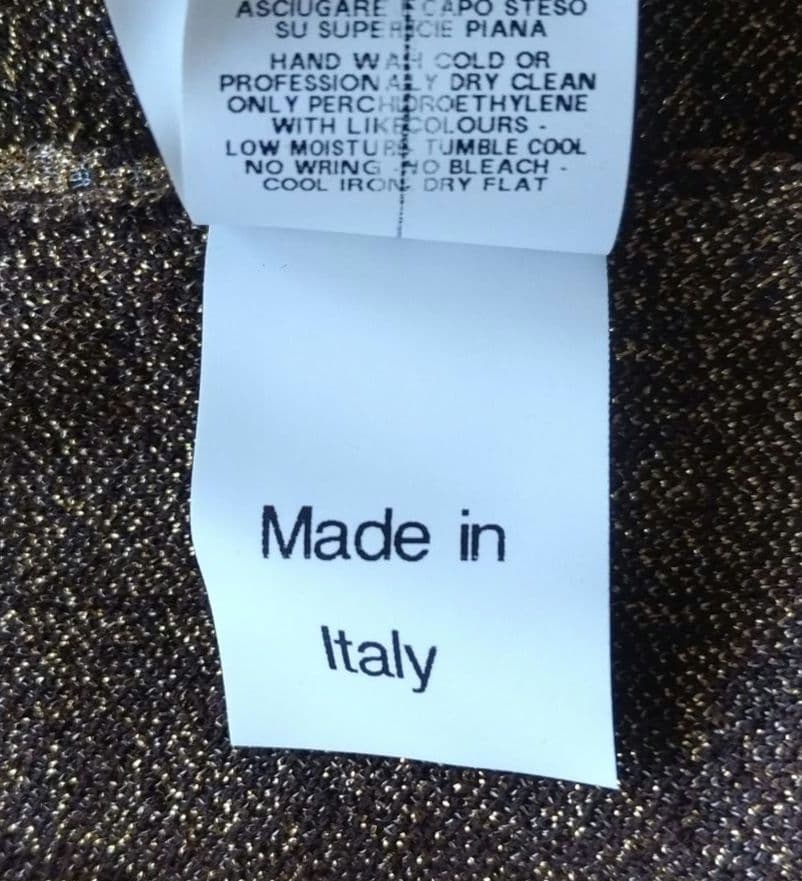 ASCIUGARE IL CAPO STESO
SU SUPERFICIE PIANA
HAND WASH COLD OR
PROFESSIONALLY DRY CLEAN
ONLY PERCHLOROETHYLENE
WITH LIKE COLOURS -
LOW MOISTURE TUMBLE COOL
NO WRING - NO BLEACH -
COOL IRON - DRY FLAT
Made in
Italy